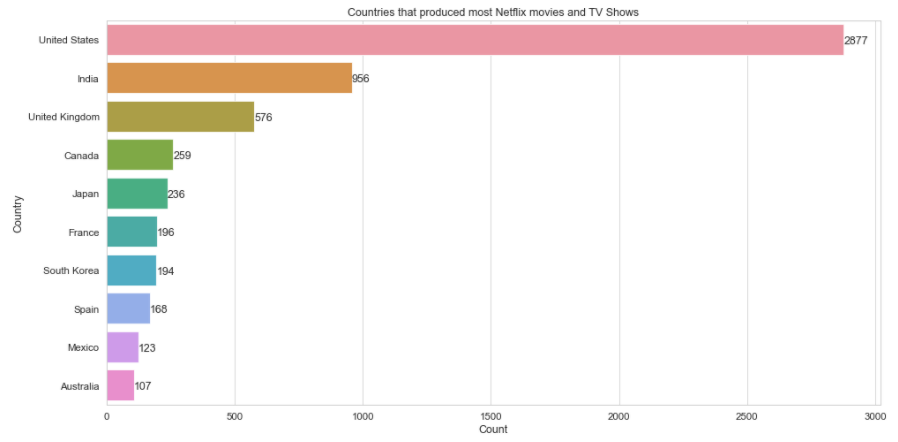 Countries that produced most Netflix movies and TV Shows
United States 2877
India 956
United Kingdom 576
Canada 259
Japan 236
France 196
South Korea 194
Spain 168
Mexico 123
Australia 107
Country
0 500 1000 1500 2000 2500 3000
Count